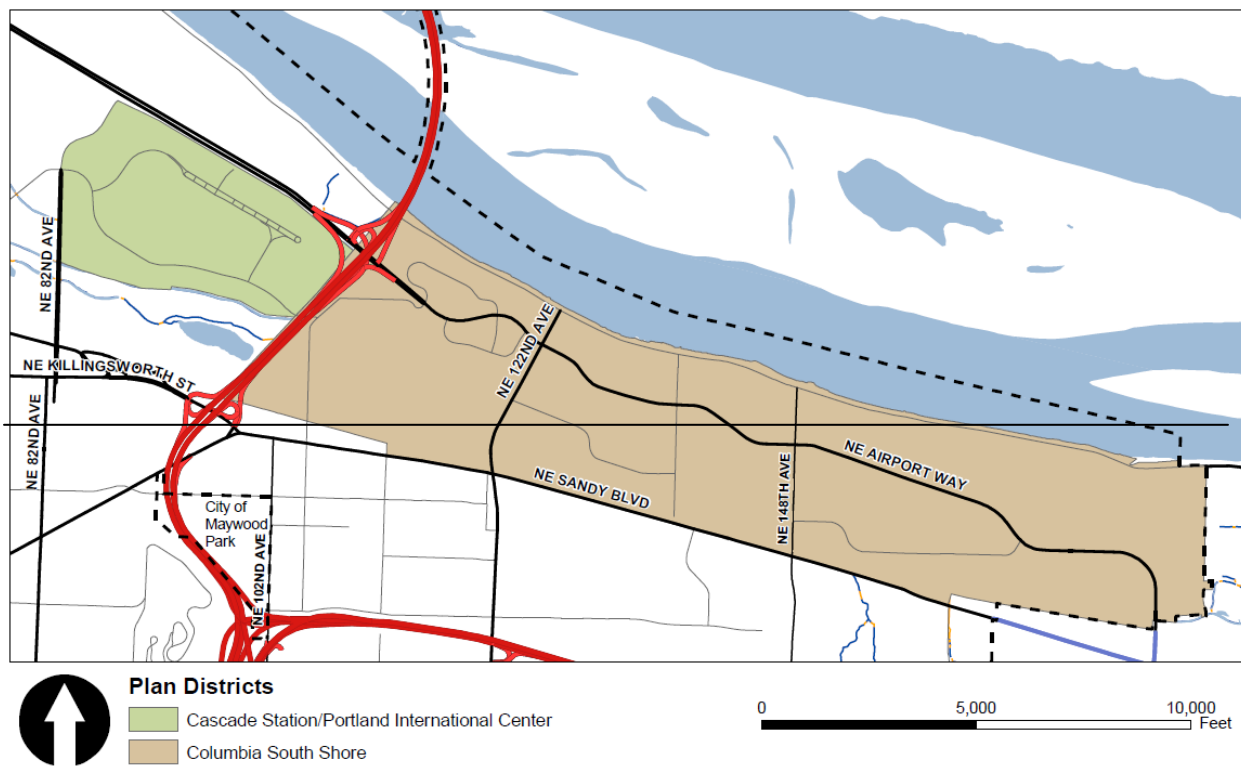 NE 82ND AVE
NE 122ND AVE
NE KILLINGSWORTH ST
NE 82ND AVE
NE AIRPORT WAY
NE SANDY BLVD
NE 148TH AVE
City of
Maywood
Park
NE 102ND AVE
Plan Districts
Cascade Station/Portland International Center
Columbia South Shore
0 5,000 10,000
Feet